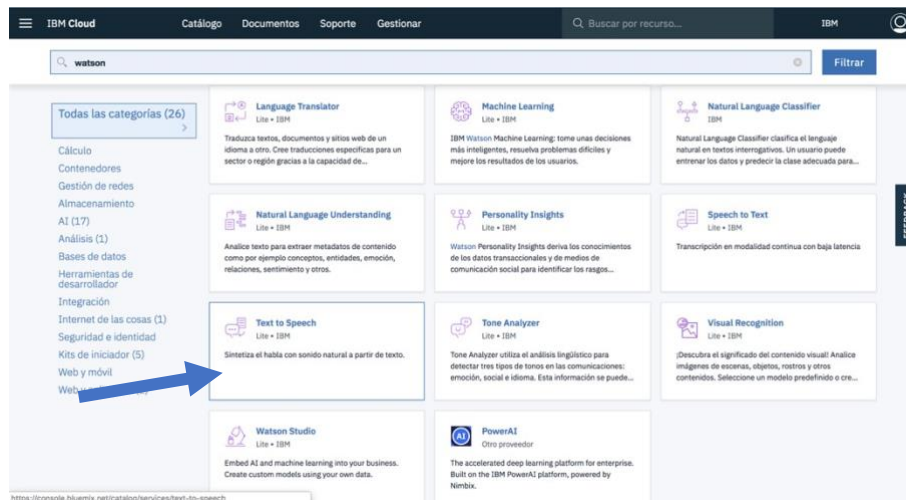 IBM Cloud Catálogo Documentos Soporte Gestionar Buscar por recurso... IBM
watson Filtrar
Todas las categorías (26)
>
Cálculo
Contenedores
Gestión de redes
Almacenamiento
AI (17)
Análisis (1)
Bases de datos
Herramientas de
desarrollador
Integración
Internet de las cosas (1)
Seguridad e identidad
Kits de iniciador (5)
Web y móvil
Web y
Language Translator
Lite • IBM
Traduzca textos, documentos y sitios web de un
idioma a otro. Cree traducciones específicas para un
sector o región gracias a la capacidad de...
Machine Learning
Lite • IBM
IBM Watson Machine Learning: tome unas decisiones
más inteligentes, resuelva problemas difíciles y
mejore los resultados de los usuarios.
Natural Language Classifier
IBM
Natural Language Classifier clasifica el lenguaje
natural en textos interrogativos. Un usuario puede
entrenar los datos y predecir la clase adecuada para...
Natural Language Understanding
Lite • IBM
Analice texto para extraer metadatos de contenido
como por ejemplo conceptos, entidades, emoción,
relaciones, sentimiento y otros.
Personality Insights
Lite • IBM
Watson Personality Insights deriva los conocimientos
de los datos transaccionales y de medios de
comunicación social para identificar los rasgos...
Speech to Text
Lite • IBM
Transcripción en modalidad continua con baja latencia
Text to Speech
Lite • IBM
Sintetiza el habla con sonido natural a partir de texto.
Tone Analyzer
Lite • IBM
Tone Analyzer utiliza el análisis lingüístico para
detectar tres tipos de tonos en las comunicaciones:
emoción, social e idioma. Esta información se puede...
Visual Recognition
Lite • IBM
¡Descubra el significado del contenido visual! Analice
imágenes de escenas, objetos, rostros y otros
contenidos. Seleccione un modelo predefinido o cre...
Watson Studio
Lite • IBM
Embed AI and machine learning into your business.
Create custom models using your own data.
AI
PowerAI
Otro proveedor
The accelerated deep learning platform for enterprise.
Built on the IBM PowerAI platform, powered by
Nimbix.
FEEDBACK
https://console.bluemix.net/catalog/services/text-to-speech